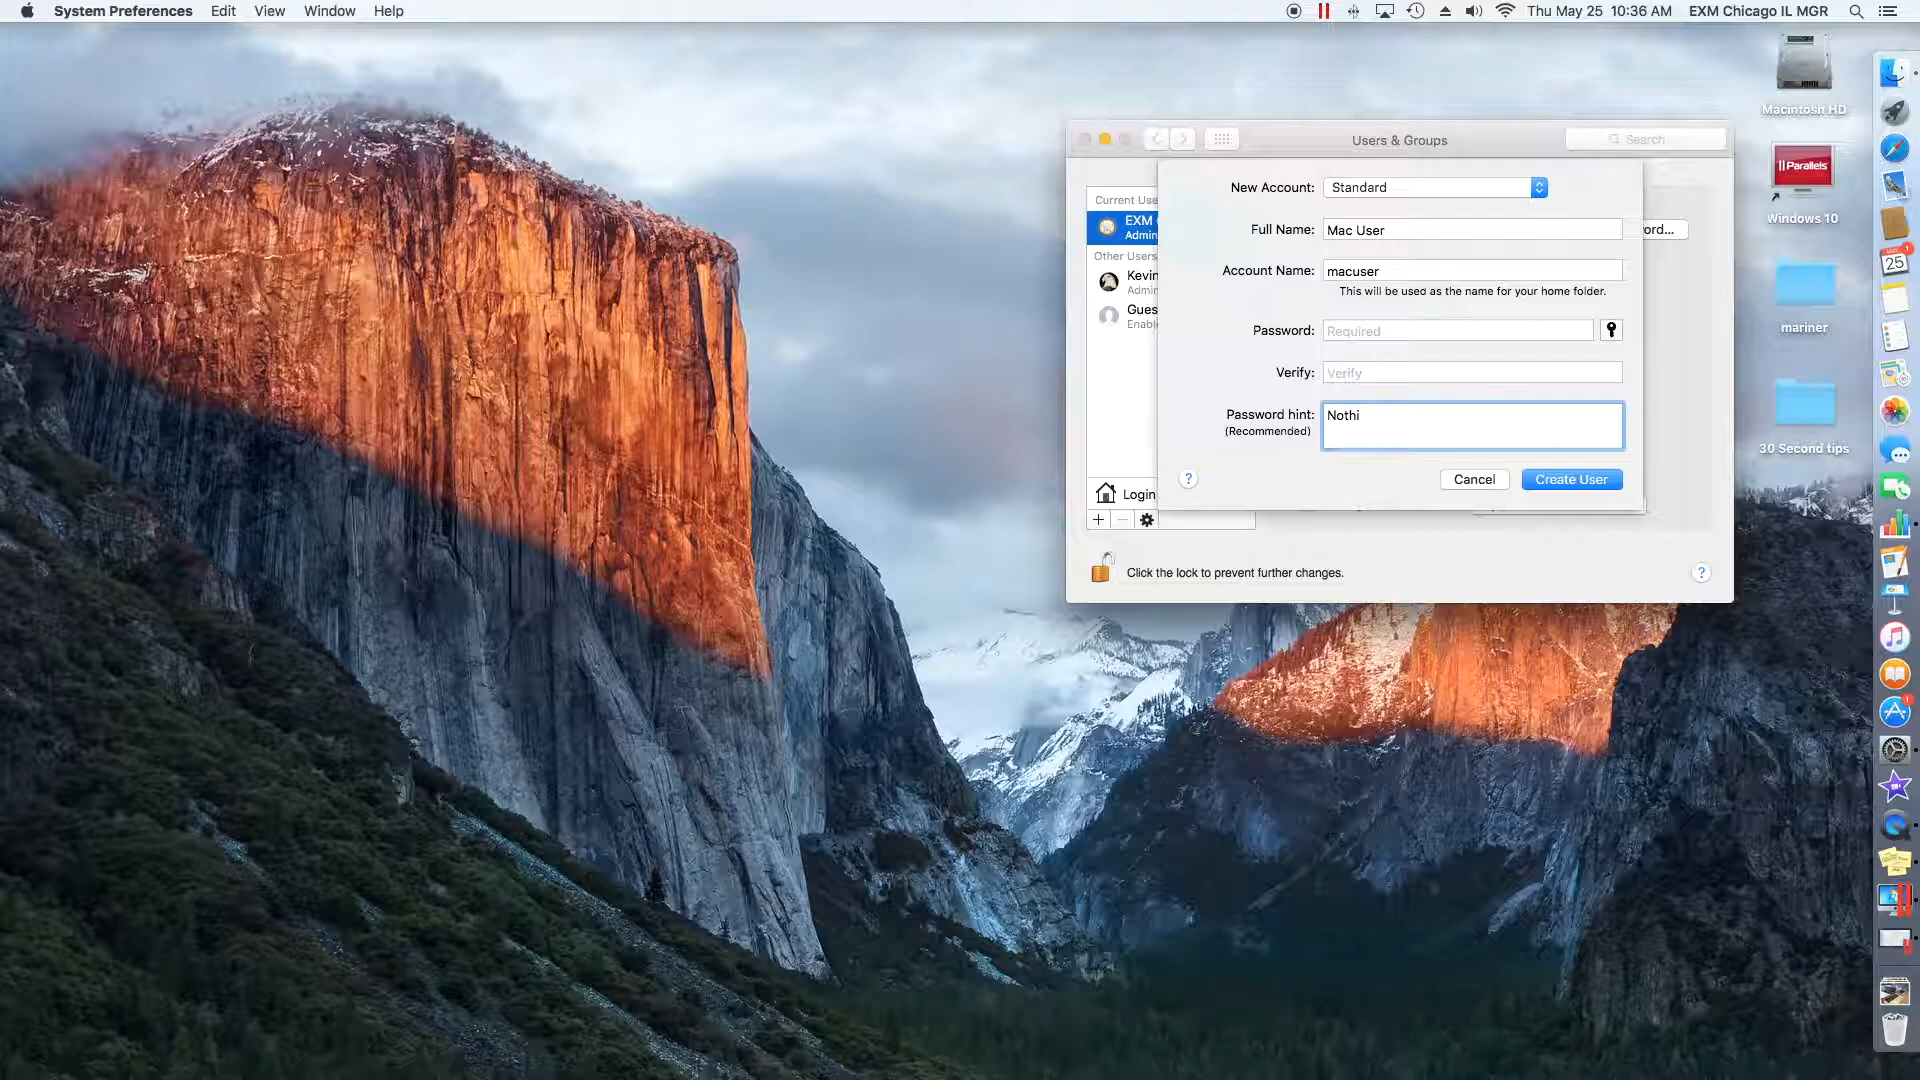 System Preferences Edit View Window Help
Thu May 25 10:36 AM EXM Chicago IL MGR
Macintosh HD
Parallels
Windows 10
mariner
30 Second tips
25
Users & Groups
Search
Current Use
EXM
Admin
Other Users
Kevin
Admin
Gues
Enable
Login
New Account: Standard
Full Name: Mac User
ord...
Account Name: macuser
This will be used as the name for your home folder.
Password: Required
Verify: Verify
Password hint: Nothi
(Recommended)
? Cancel Create User
Click the lock to prevent further changes. ?